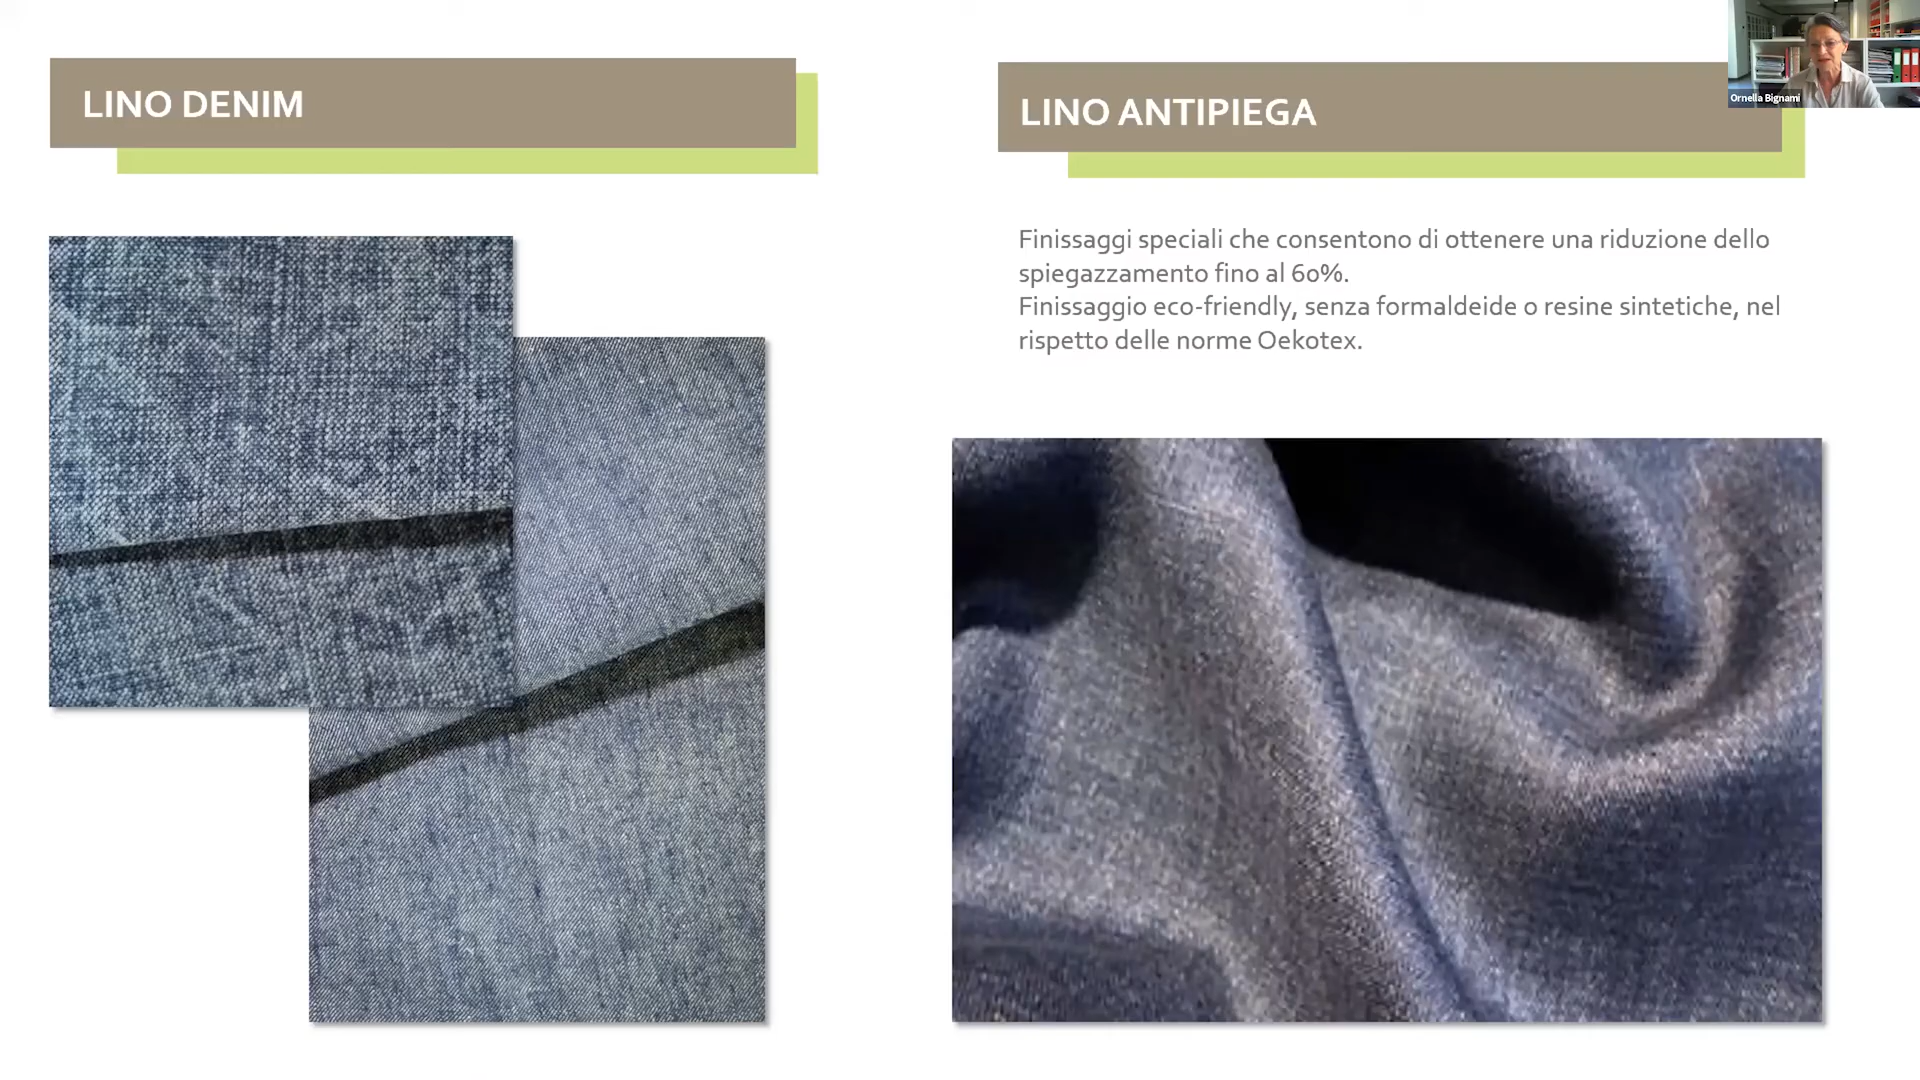 LINO DENIM
LINO ANTIPIEGA
Ornella Bignami
Finissaggi speciali che consentono di ottenere una riduzione dello
spiegazzamento fino al 60%.
Finissaggio eco-friendly, senza formaldeide o resine sintetiche, nel
rispetto delle norme Oekotex.